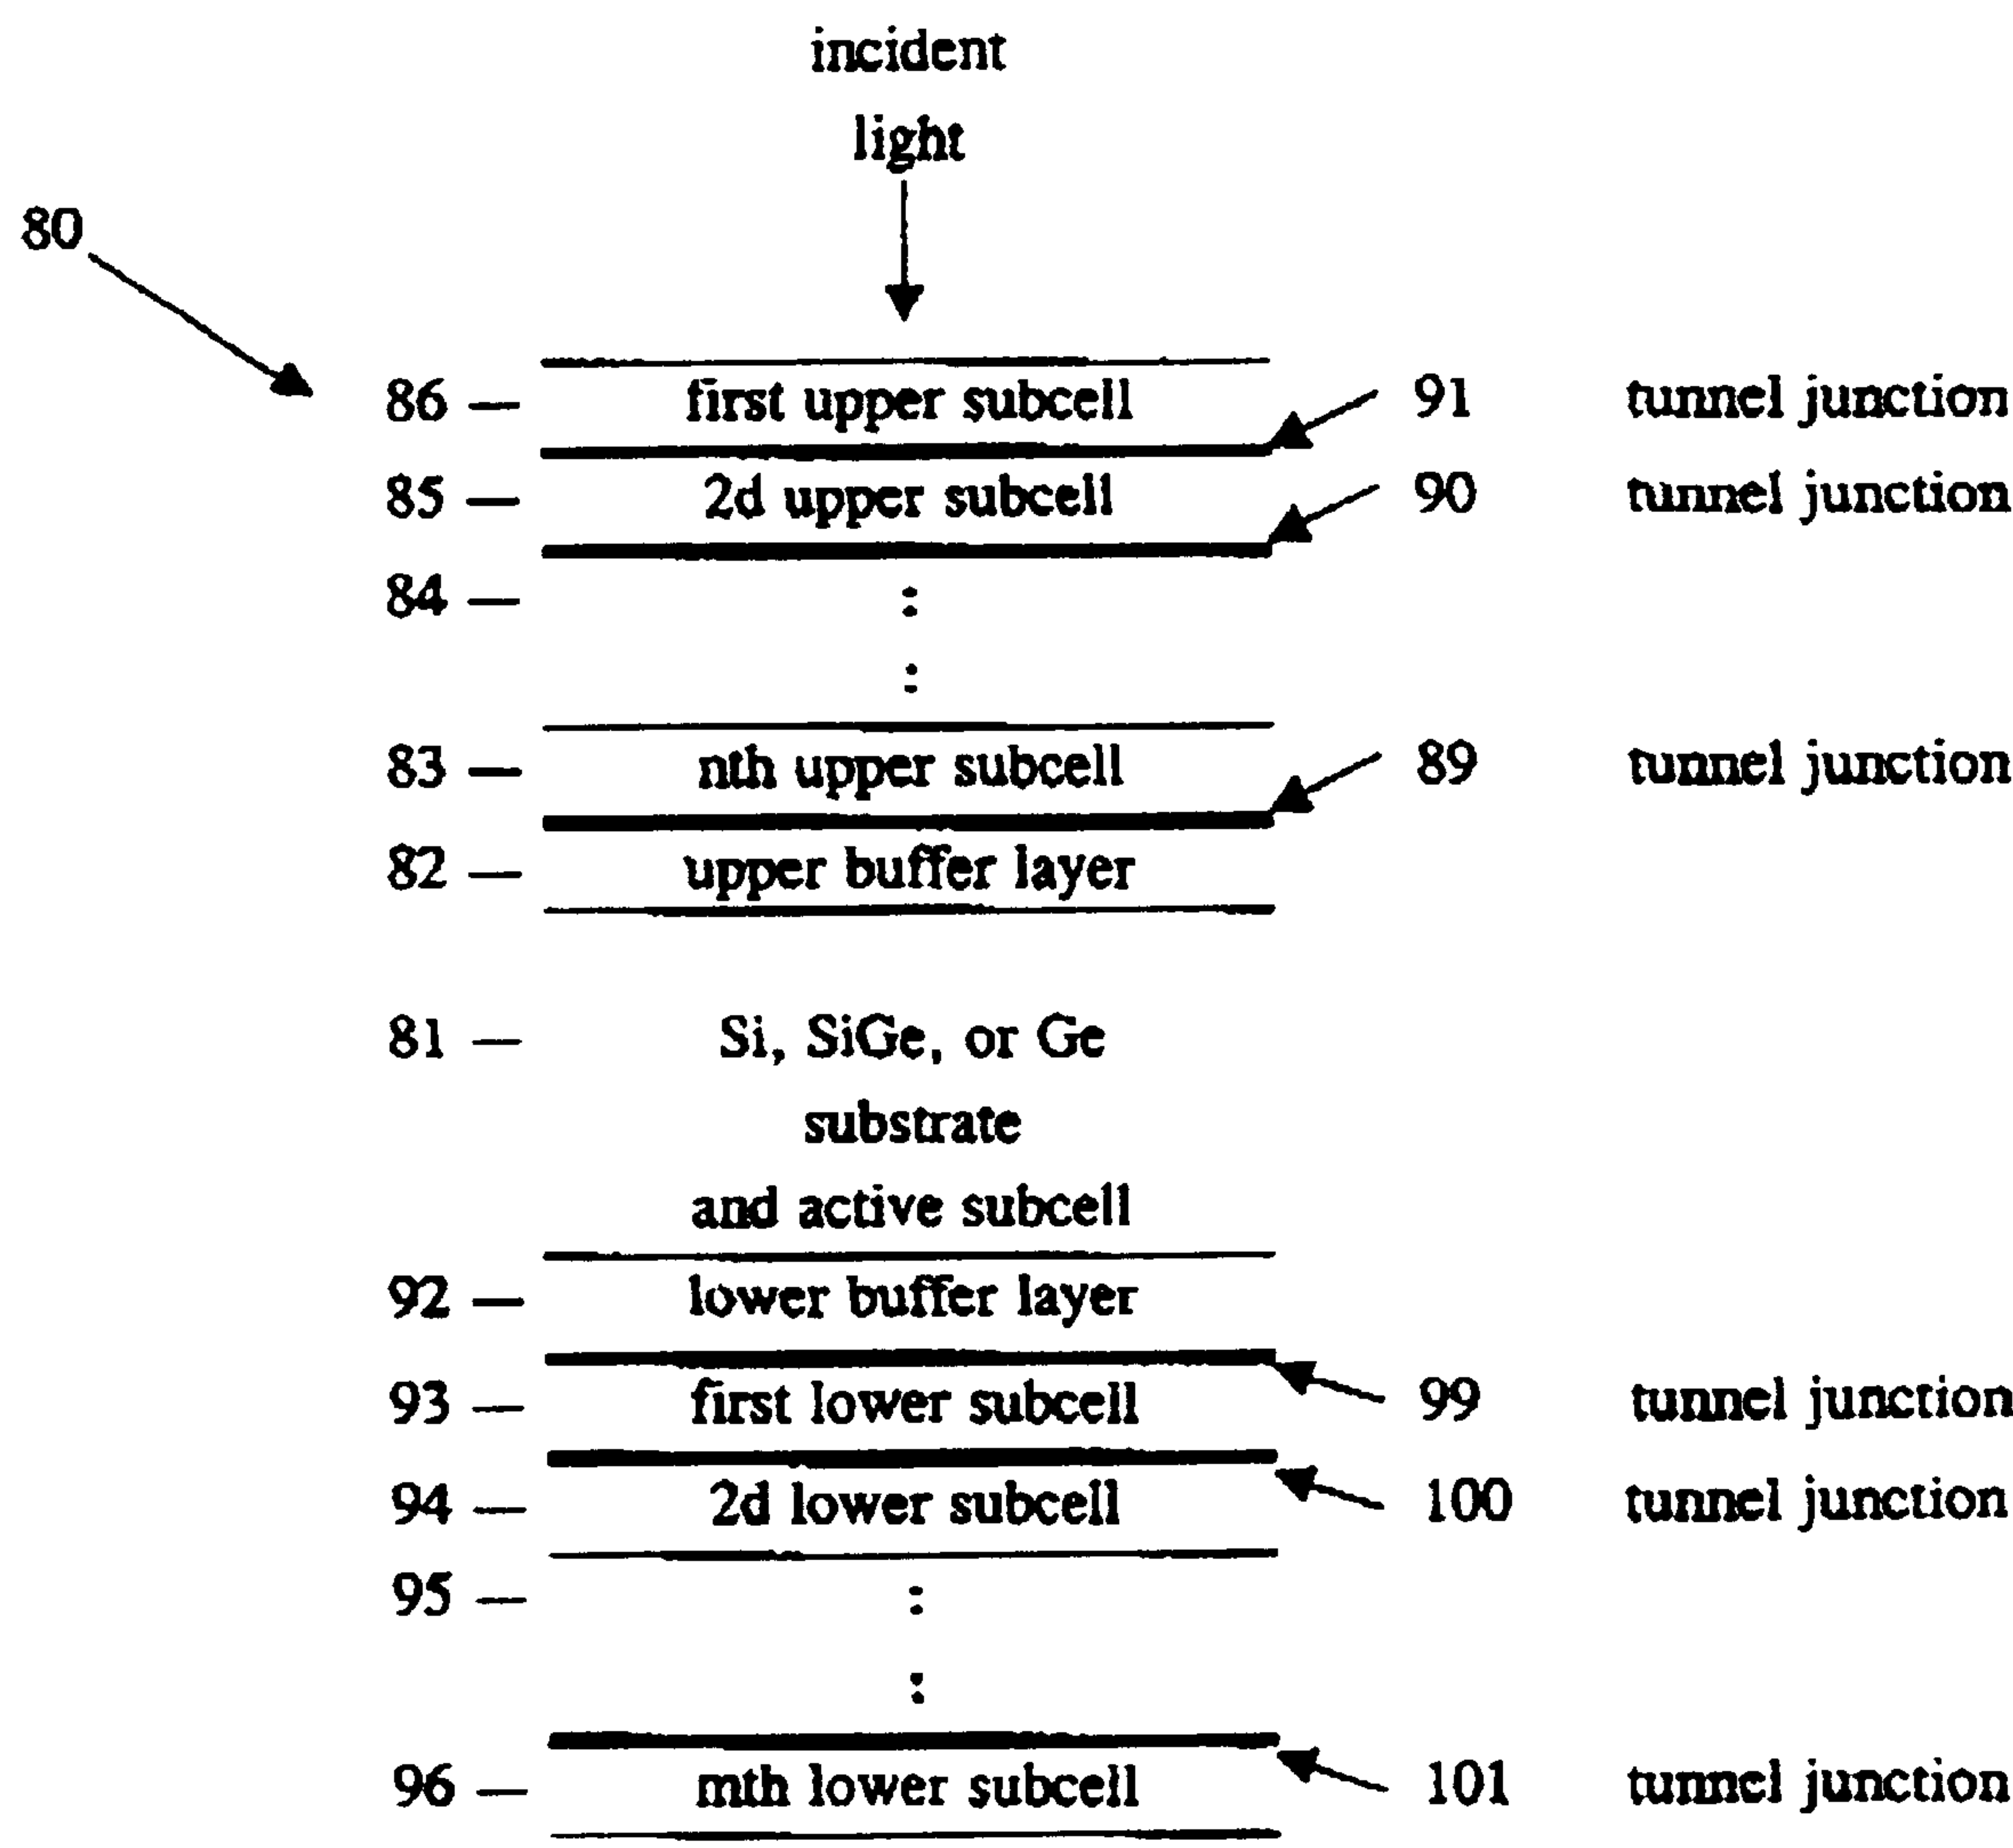 incident
light
80
86 — first upper subcell 91 tunnel junction
85 — 2d upper subcell 90 tunnel junction
84 — :
:
83 — nth upper subcell 89 tunnel junction
82 — upper buffer layer
81 — Si, SiGe, or Ge
substrate
and active subcell
92 — lower buffer layer
93 — first lower subcell 99 tunnel junction
94 — 2d lower subcell 100 tunnel junction
95 — :
:
96 — mth lower subcell 101 tunnel junction